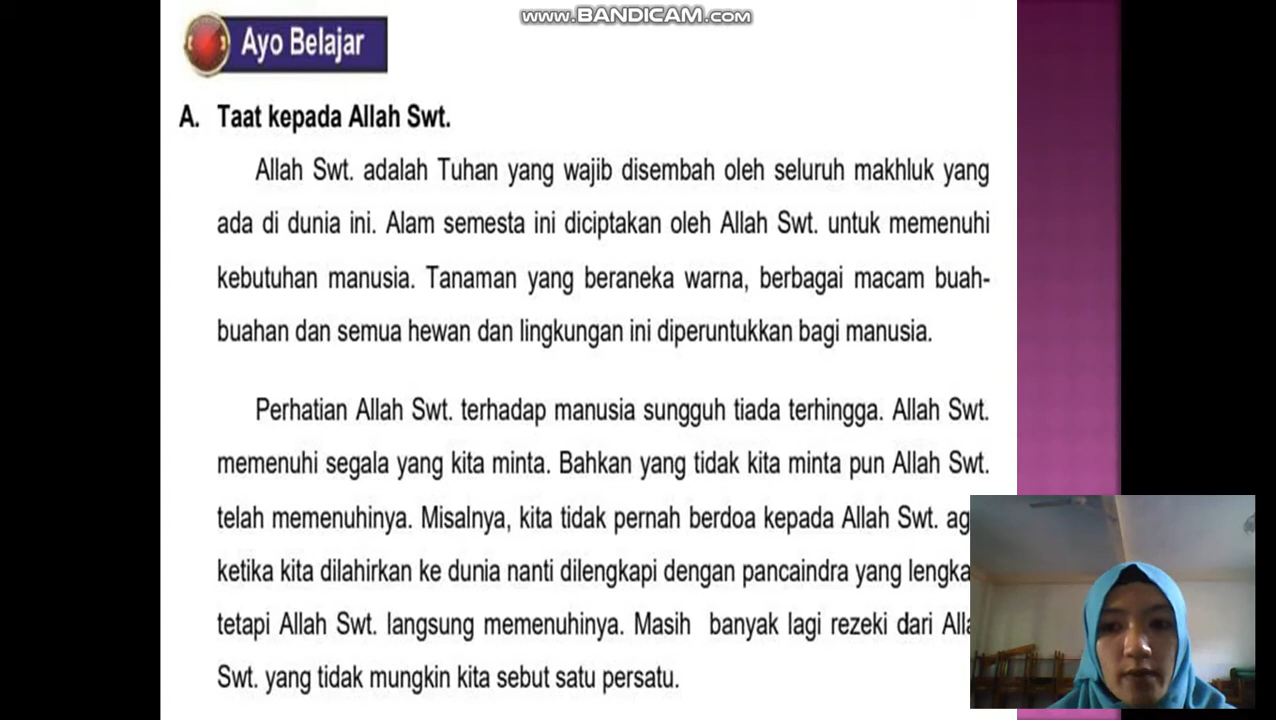 www.BANDICAM.com
Ayo Belajar
A. Taat kepada Allah Swt.
Allah Swt. adalah Tuhan yang wajib disembah oleh seluruh makhluk yang
ada di dunia ini. Alam semesta ini diciptakan oleh Allah Swt. untuk memenuhi
kebutuhan manusia. Tanaman yang beraneka warna, berbagai macam buah-
buahan dan semua hewan dan lingkungan ini diperuntukkan bagi manusia.
Perhatian Allah Swt. terhadap manusia sungguh tiada terhingga. Allah Swt.
memenuhi segala yang kita minta. Bahkan yang tidak kita minta pun Allah Swt.
telah memenuhinya. Misalnya, kita tidak pernah berdoa kepada Allah Swt.
ketika kita dilahirkan ke dunia nanti dilengkapi dengan pancaindra yang
tetapi Allah Swt. langsung memenuhinya. Masih banyak lagi rezeki dari
Swt. yang tidak mungkin kita sebut satu persatu.